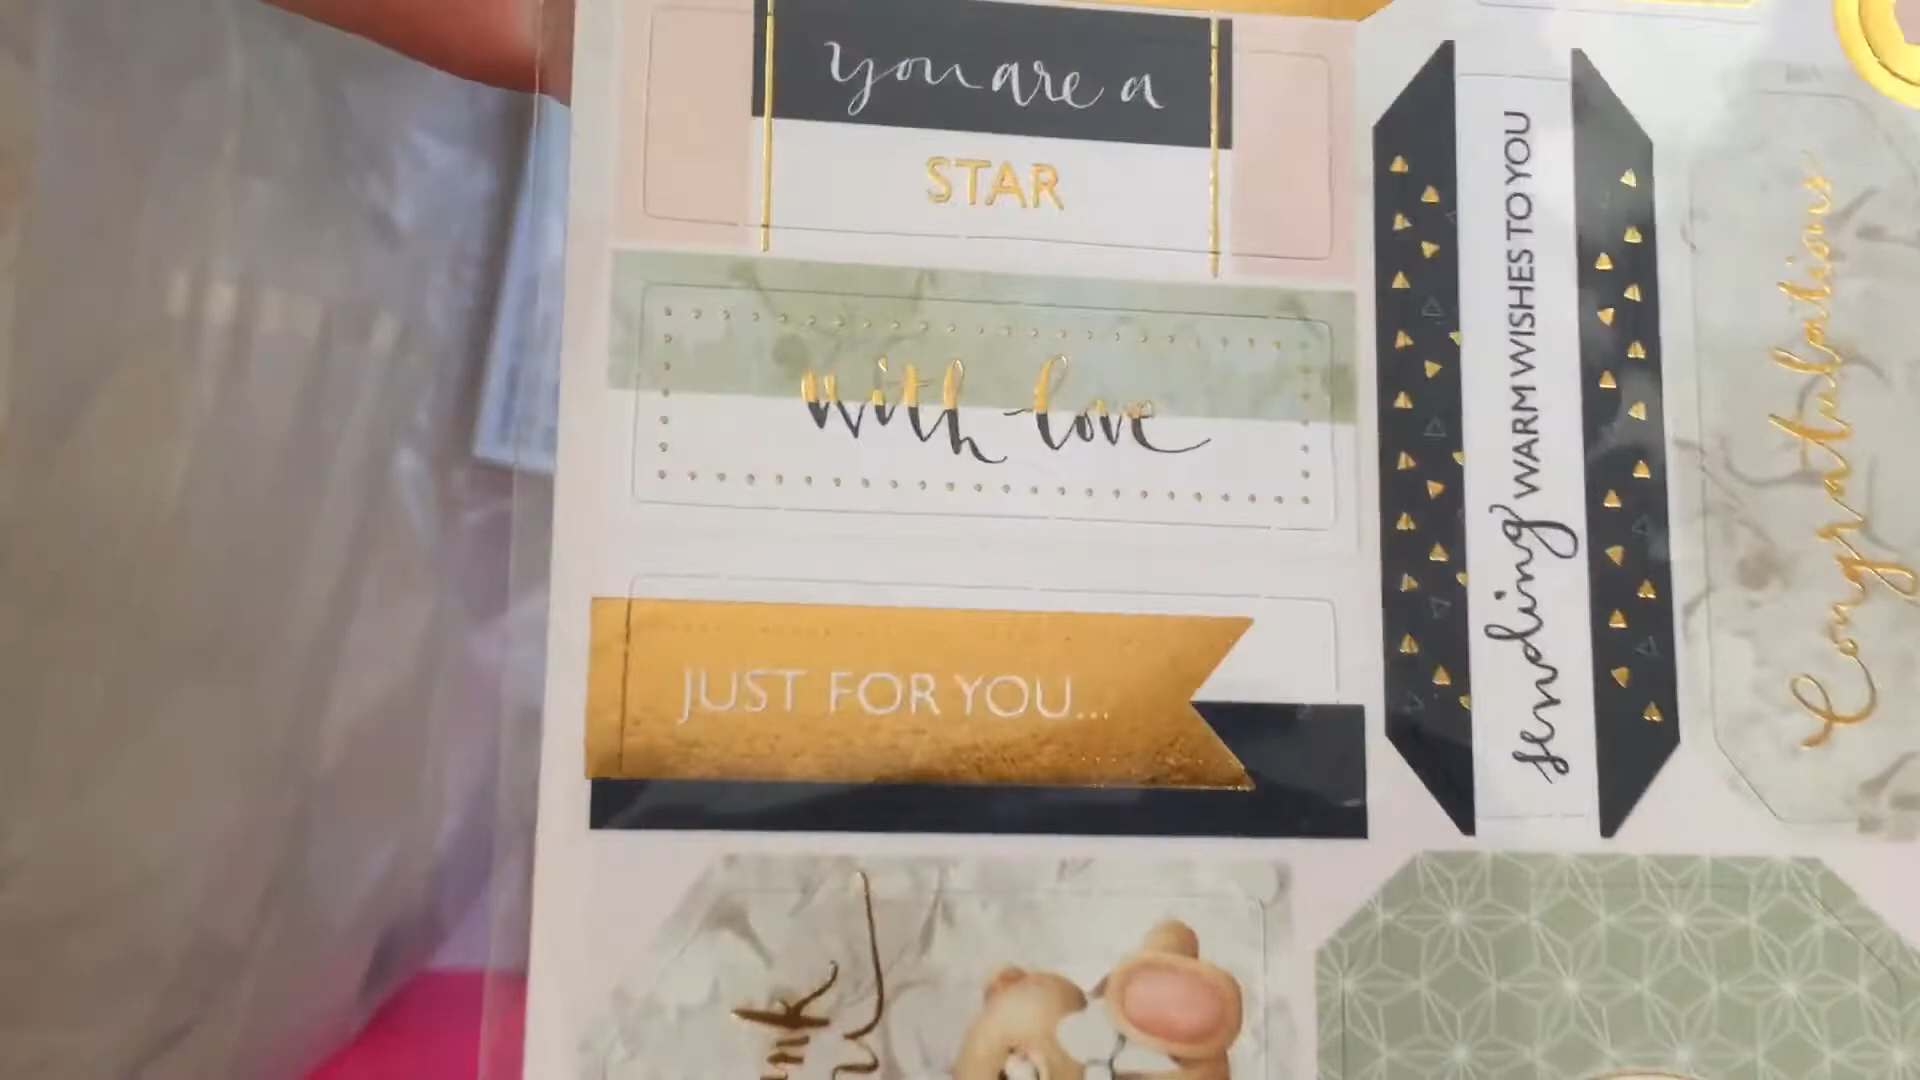 you are a
STAR
with love
JUST FOR YOU...
sending WARM WISHES TO YOU
Congratulations